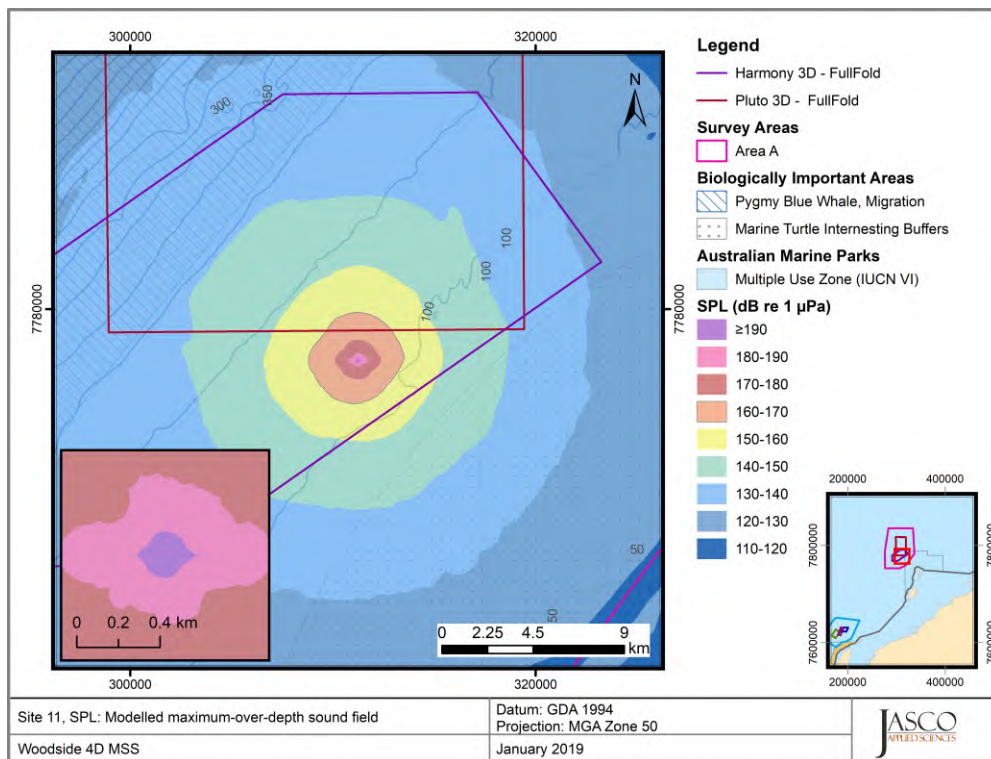 300000
320000
7780000
7780000
N
300
350
100
100
100
50
50
0 0.2 0.4 km
0 2.25 4.5 9
km
300000
320000
Legend
Harmony 3D - FullFold
Pluto 3D - FullFold
Survey Areas
Area A
Biologically Important Areas
Pygmy Blue Whale, Migration
Marine Turtle Internesting Buffers
Australian Marine Parks
Multiple Use Zone (IUCN VI)
SPL (dB re 1 µPa)
≥190
180-190
170-180
160-170
150-160
140-150
130-140
120-130
110-120
200000 400000
7800000
7800000
7600000
7600000
200000 400000
Site 11, SPL: Modelled maximum-over-depth sound field
Datum: GDA 1994
Projection: MGA Zone 50
Woodside 4D MSS
January 2019
JASCO
APPLIED SCIENCES